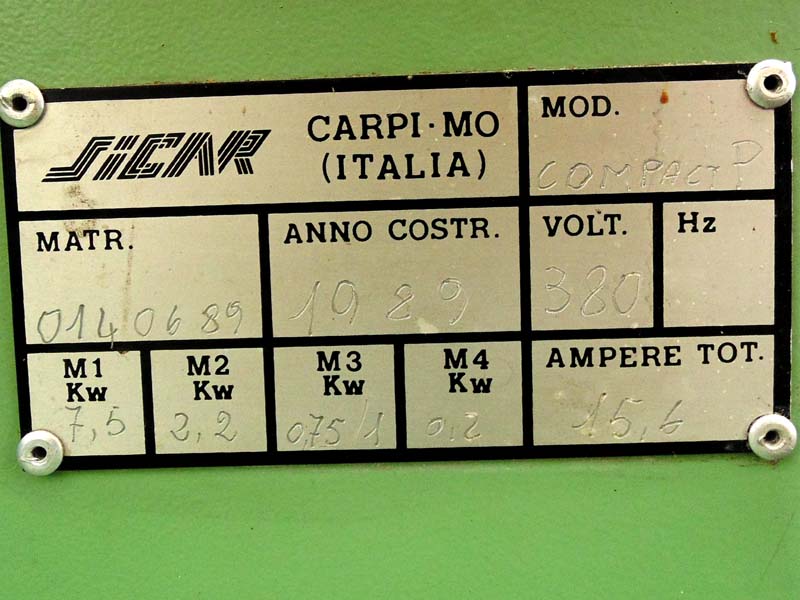 SICAR
CARPI·MO
(ITALIA)
MOD.
COMPACT P
MATR.
0140689
ANNO COSTR.
1989
VOLT.
380
Hz
M1
Kw
7,5
M2
Kw
2,2
M3
Kw
0,75/1
M4
Kw
0,2
AMPERE TOT.
15,6